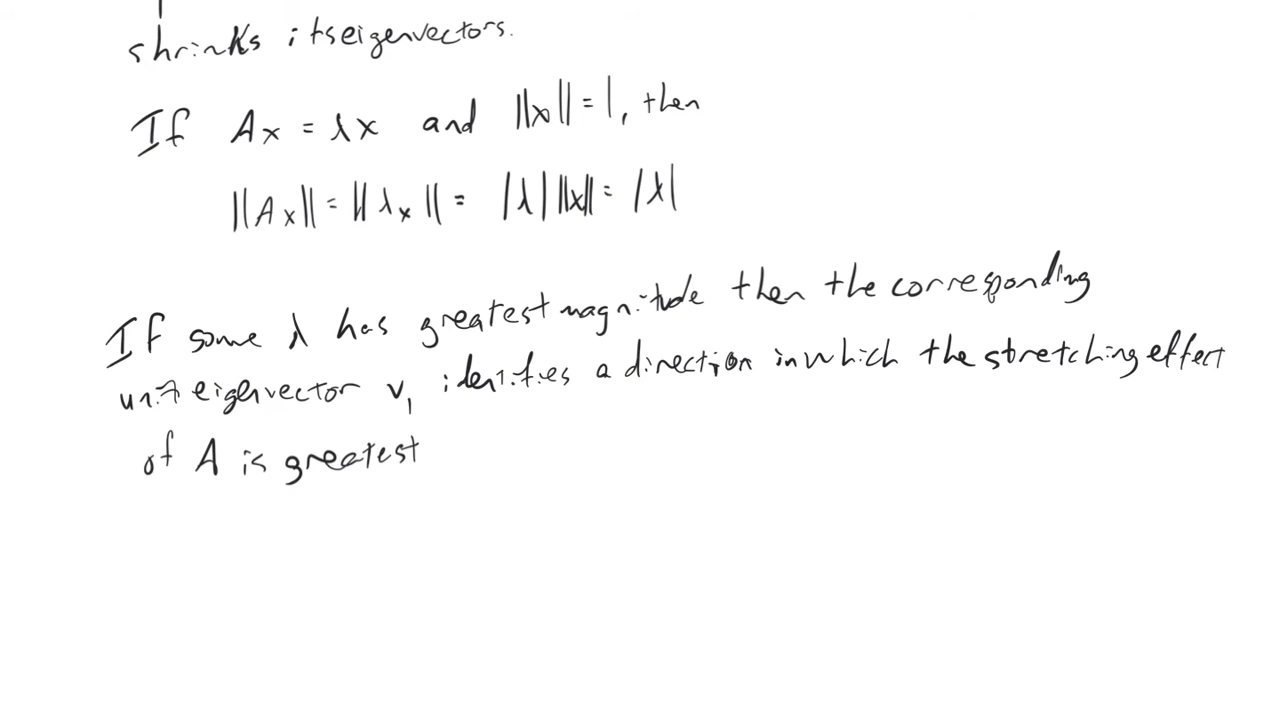 shrinks its eigenvectors.
If Ax = λx and ||x|| = 1, then
||Ax|| = ||λx|| = |λ| ||x|| = |λ|
If some λ has greatest magnitude then the corresponding
unit eigenvector v₁ identifies a direction in which the stretching effect
of A is greatest